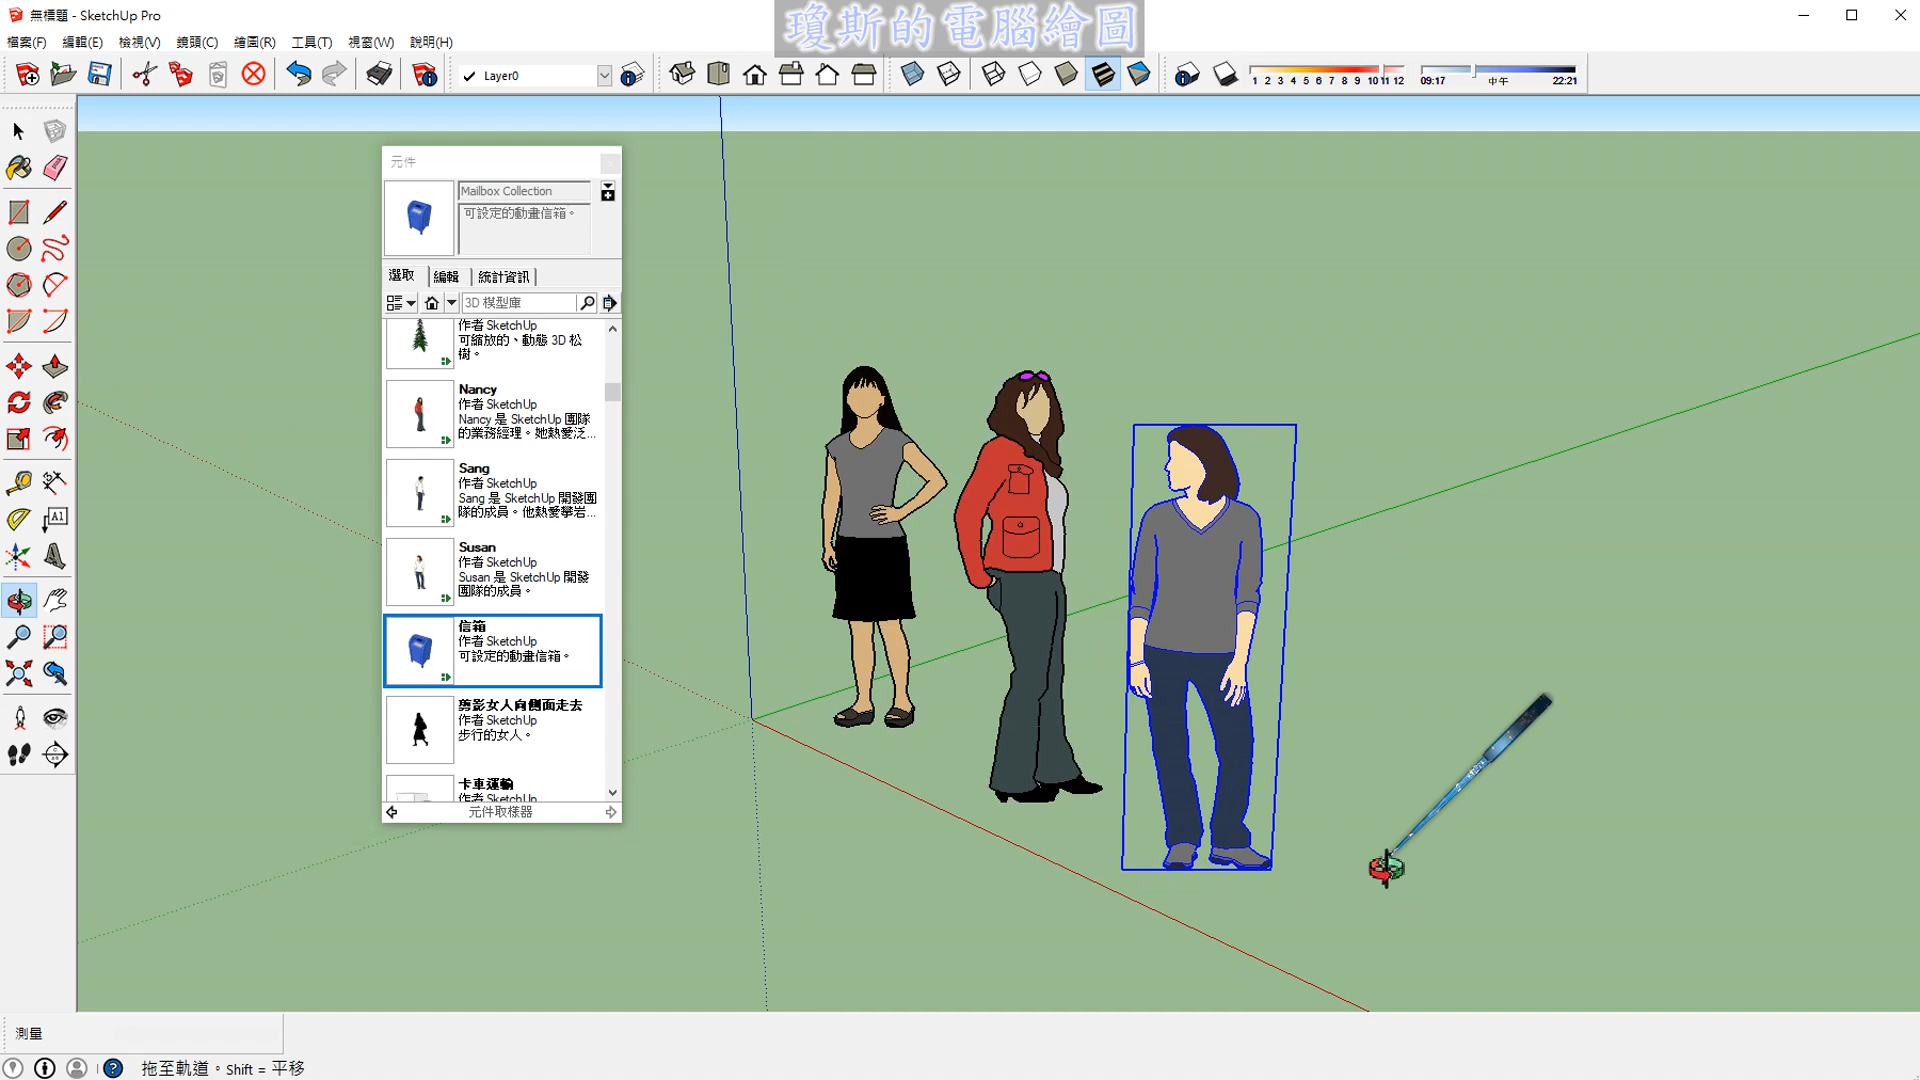 無標題 - SketchUp Pro
瓊斯的電腦繪圖
檔案(F) 編輯(E) 檢視(V) 鏡頭(C) 繪圖(R) 工具(T) 視窗(W) 說明(H)
Layer0
1 2 3 4 5 6 7 8 9 10 11 12
09:17 中午 22:21
元件
Mailbox Collection
可設定的動畫信箱。
選取 編輯 統計資訊
3D 模型庫
作者 SketchUp
可縮放的、動態 3D 松
樹。
Nancy
作者 SketchUp
Nancy 是 SketchUp 團隊
的業務經理。她熱愛泛...
Sang
作者 SketchUp
Sang 是 SketchUp 開發團
隊的成員。他熱愛攀岩...
Susan
作者 SketchUp
Susan 是 SketchUp 開發
團隊的成員。
信箱
作者 SketchUp
可設定的動畫信箱。
剪影女人向側面走去
作者 SketchUp
步行的女人。
卡車運輸
作者 SketchUp
元件取樣器
A1
測量
拖至軌道。Shift = 平移